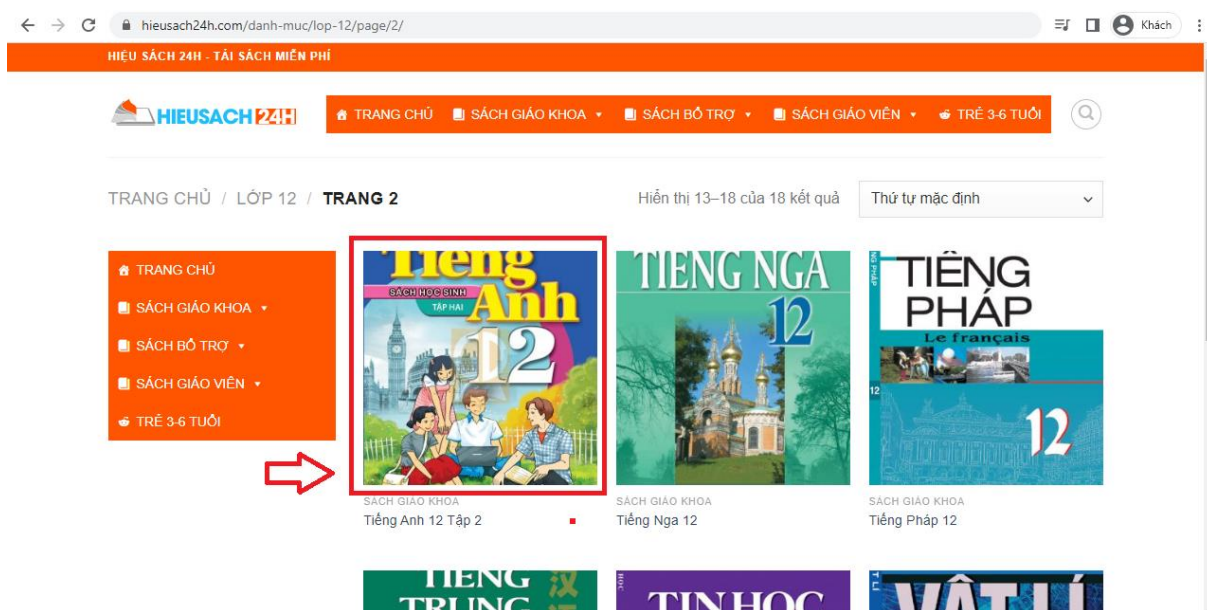 hieusach24h.com/danh-muc/lop-12/page/2/
Khách
HIỆU SÁCH 24H - TẢI SÁCH MIỄN PHÍ
HIEUSACH 24H
TRANG CHỦ SÁCH GIÁO KHOA SÁCH BỔ TRỢ SÁCH GIÁO VIÊN TRẺ 3-6 TUỔI
TRANG CHỦ / LỚP 12 / TRANG 2
Hiển thị 13–18 của 18 kết quả
Thứ tự mặc định
TRANG CHỦ
SÁCH GIÁO KHOA
SÁCH BỔ TRỢ
SÁCH GIÁO VIÊN
TRẺ 3-6 TUỔI
Tiếng
SÁCH HỌC SINH
TẬP HAI
Anh
12
SÁCH GIÁO KHOA
Tiếng Anh 12 Tập 2
TIẾNG NGA
12
SÁCH GIÁO KHOA
Tiếng Nga 12
TIẾNG
PHÁP
Le français
12
12
SÁCH GIÁO KHOA
Tiếng Pháp 12
TIẾNG
TRUNG
汉
TIN HỌC
VẬT LÍ